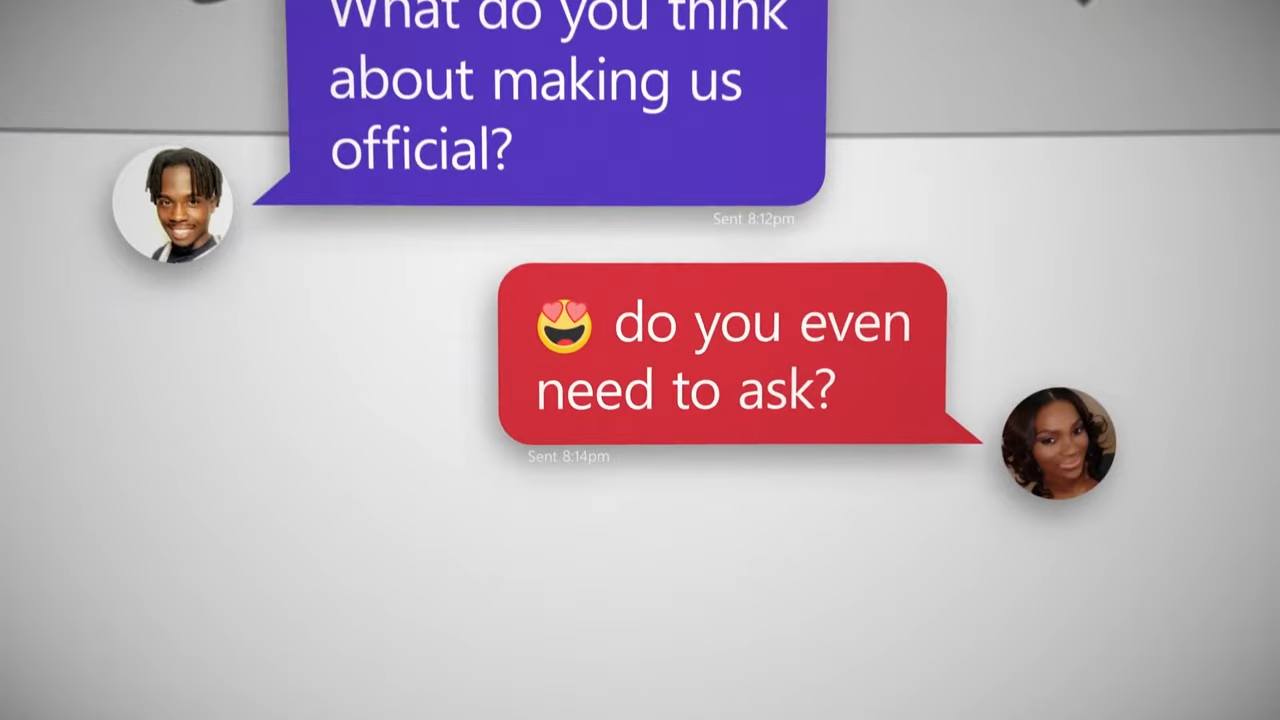 What do you think
about making us
official?
Sent 8:12pm
😍 do you even
need to ask?
Sent 8:14pm